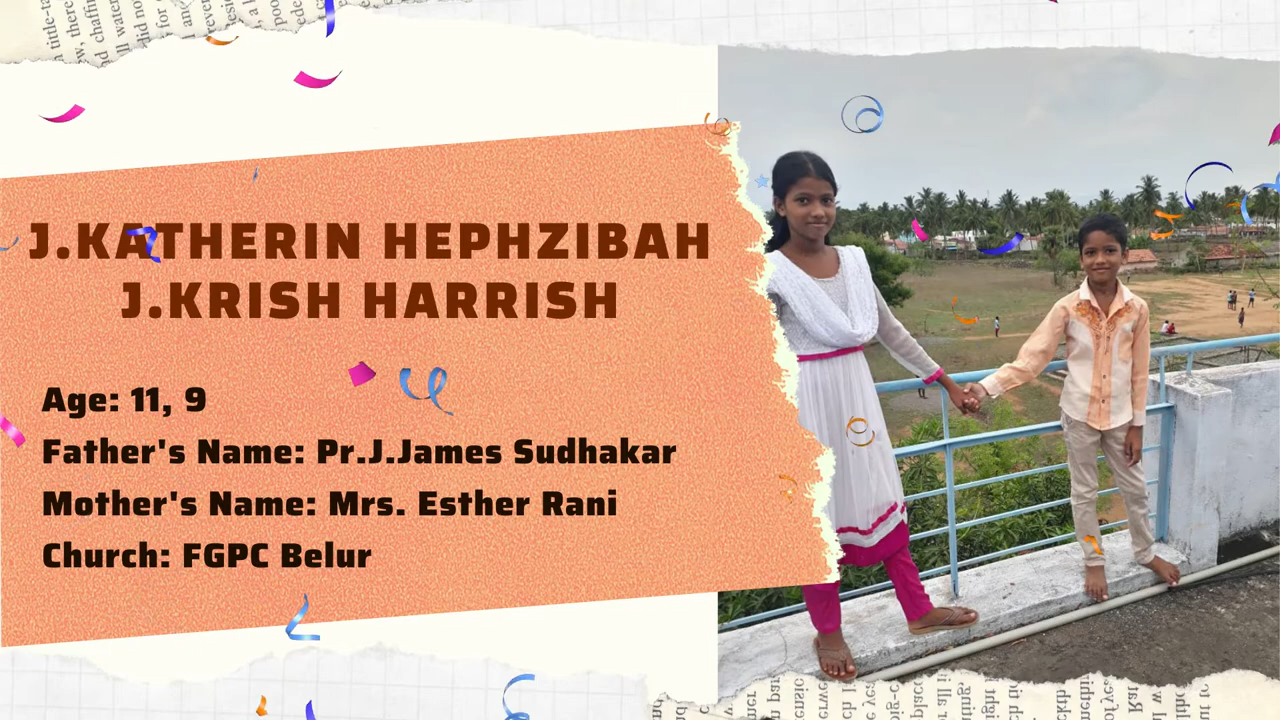 J.KATHERIN HEPHZIBAH
J.KRISH HARRISH
Age: 11, 9
Father's Name: Pr.J.James Sudhakar
Mother's Name: Mrs. Esther Rani
Church: FGPC Belur